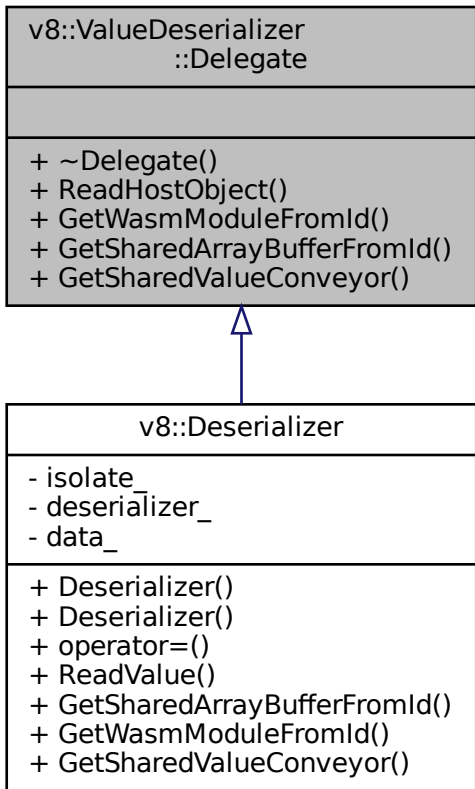 v8::ValueDeserializer
::Delegate
+ ~Delegate()
+ ReadHostObject()
+ GetWasmModuleFromId()
+ GetSharedArrayBufferFromId()
+ GetSharedValueConveyor()
v8::Deserializer
- isolate_
- deserializer_
- data_
+ Deserializer()
+ Deserializer()
+ operator=()
+ ReadValue()
+ GetSharedArrayBufferFromId()
+ GetWasmModuleFromId()
+ GetSharedValueConveyor()